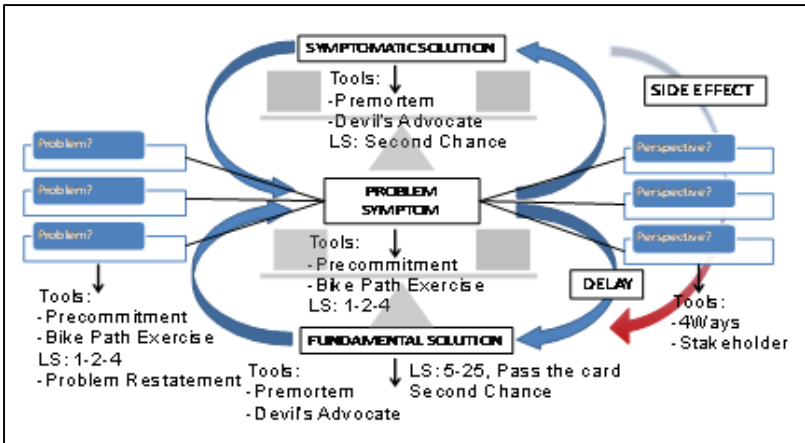 SYMPTOMATIC SOLUTION
Tools:
-Premortem
-Devil's Advocate
LS: Second Chance
SIDE EFFECT
Problem?
Problem?
Problem?
PROBLEM
SYMPTOM
Perspective?
Perspective?
Perspective?
Tools:
-Precommitment
-Bike Path Exercise
LS: 1-2-4
DELAY
Tools:
-Precommitment
-Bike Path Exercise
LS: 1-2-4
-Problem Restatement
Tools:
-4Ways
-Stakeholder
FUNDAMENTAL SOLUTION
Tools:
-Premortem
-Devil's Advocate
LS: 5-25, Pass the card
Second Chance